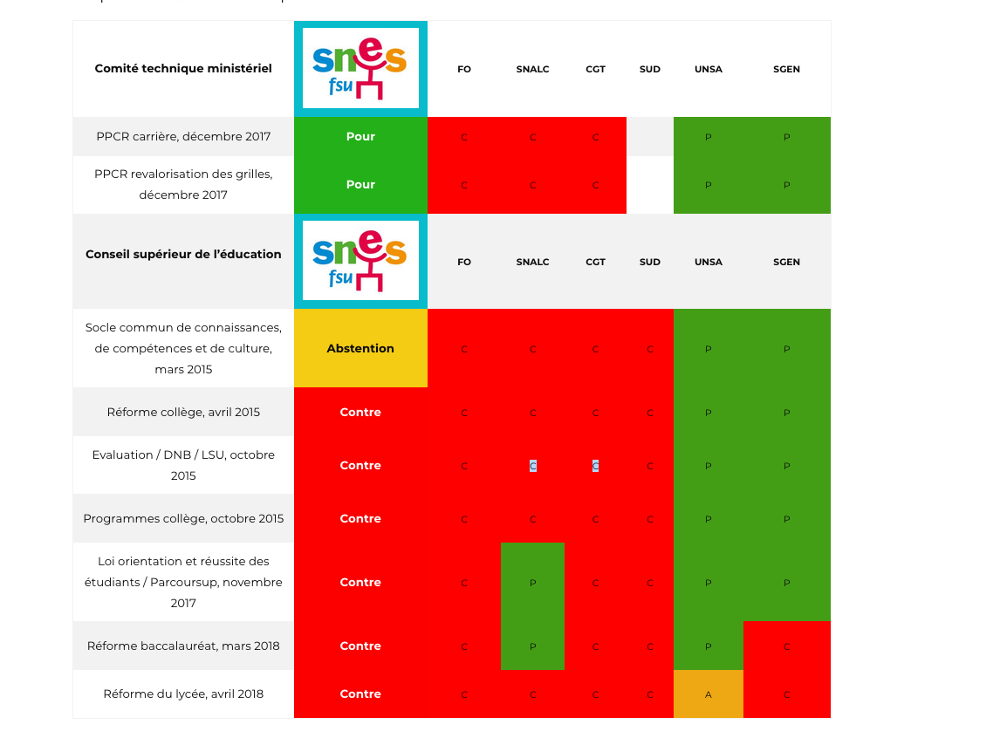 Comité technique ministériel
snes
fsu
FO SNALC CGT SUD UNSA SGEN
PPCR carrière, décembre 2017 Pour C C C P P
PPCR revalorisation des grilles,
décembre 2017
Pour C C C P P
Conseil supérieur de l’éducation
snes
fsu
FO SNALC CGT SUD UNSA SGEN
Socle commun de connaissances,
de compétences et de culture,
mars 2015
Abstention C C C C P P
Réforme collège, avril 2015 Contre C C C C P P
Evaluation / DNB / LSU, octobre
2015
Contre C C C C P P
Programmes collège, octobre 2015 Contre C C C C P P
Loi orientation et réussite des
étudiants / Parcoursup, novembre
2017
Contre C P C C P P
Réforme baccalauréat, mars 2018 Contre C P C C P C
Réforme du lycée, avril 2018 Contre C C C C A C